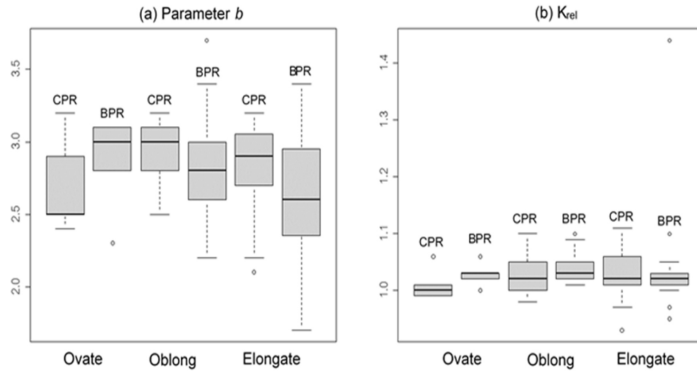 (a) Parameter b
3.5
3.0
2.5
2.0
CPR
BPR
CPR
BPR
CPR
BPR
Ovate
Oblong
Elongate
(b) Krel
1.4
1.3
1.2
1.1
1.0
CPR
BPR
CPR
BPR
CPR
BPR
Ovate
Oblong
Elongate